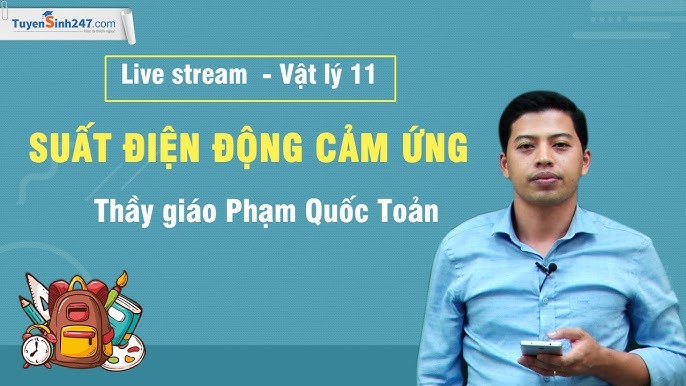 TuyenSinh247.com
Học là thích ngay!
Live stream - Vật lý 11
SUẤT ĐIỆN ĐỘNG CẢM ỨNG
Thầy giáo Phạm Quốc Toản